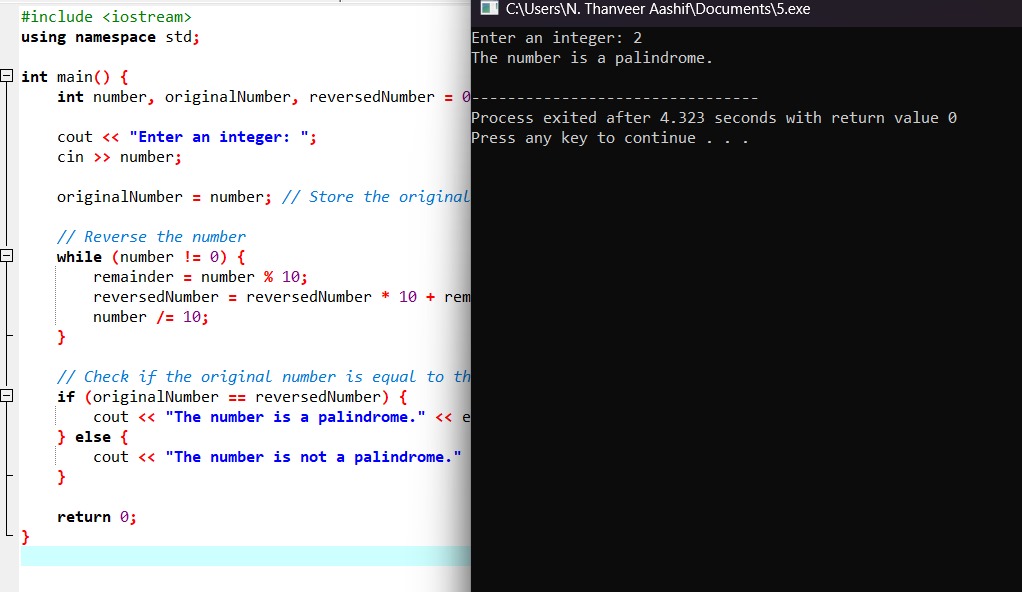 #include <iostream>
using namespace std;
int main() {
int number, originalNumber, reversedNumber = 0
cout << "Enter an integer: ";
cin >> number;
originalNumber = number; // Store the original
// Reverse the number
while (number != 0) {
remainder = number % 10;
reversedNumber = reversedNumber * 10 + rem
number /= 10;
}
// Check if the original number is equal to th
if (originalNumber == reversedNumber) {
cout << "The number is a palindrome." << e
} else {
cout << "The number is not a palindrome."
}
return 0;
}
C:\Users\N. Thanveer Aashif\Documents\5.exe
Enter an integer: 2
The number is a palindrome.
--------------------------------
Process exited after 4.323 seconds with return value 0
Press any key to continue . . .